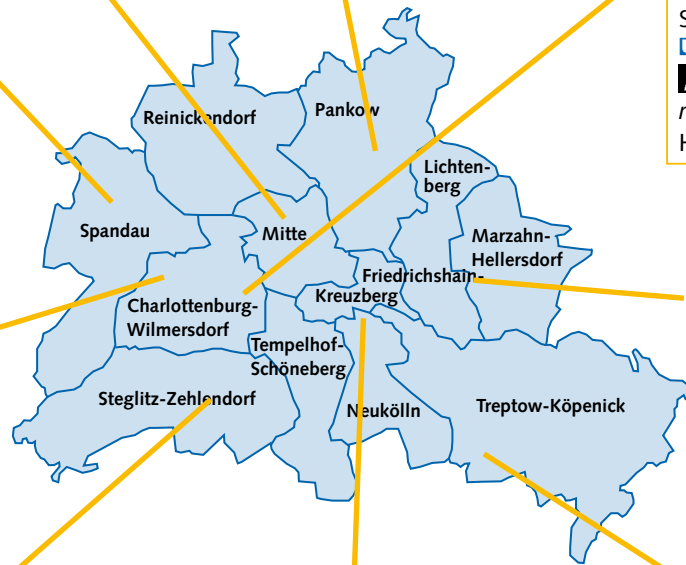 Reinickendorf
Pankow
Lichten-
berg
Spandau
Mitte
Marzahn-
Hellersdorf
Friedrichshain-
Kreuzberg
Charlottenburg-
Wilmersdorf
Tempelhof-
Schöneberg
Steglitz-Zehlendorf
Neukölln
Treptow-Köpenick